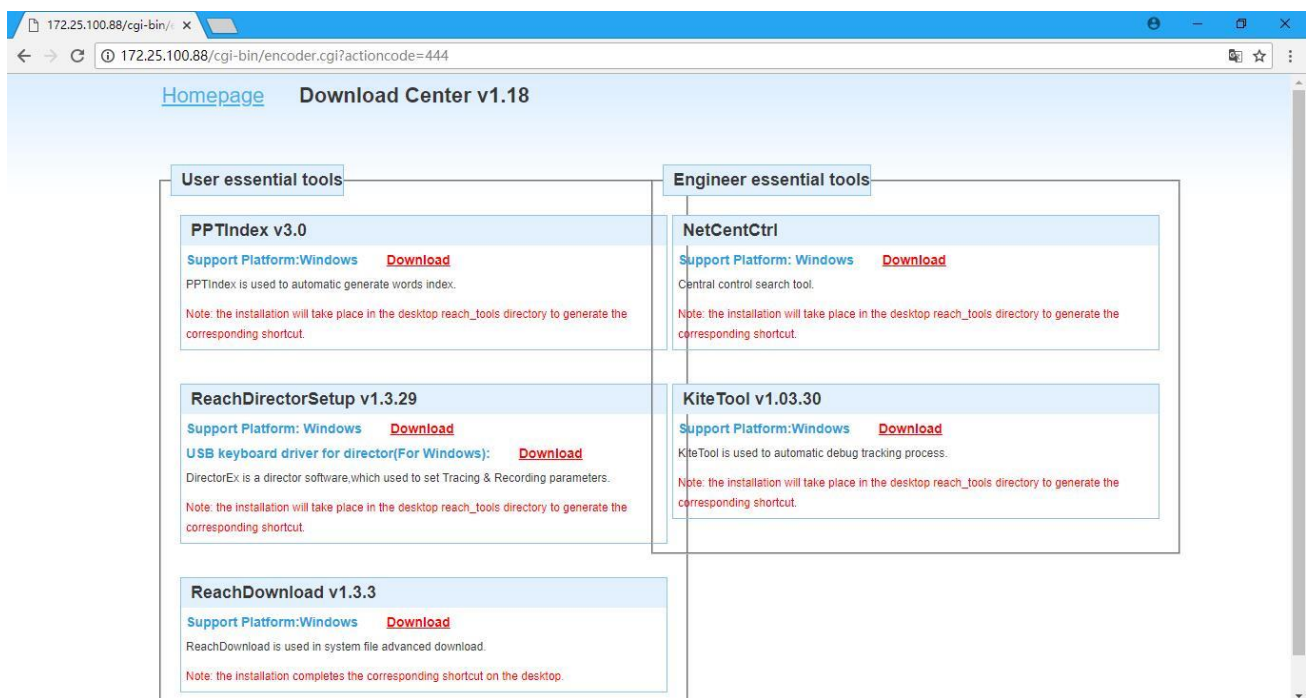 172.25.100.88/cgi-bin/
172.25.100.88/cgi-bin/encoder.cgi?actioncode=444
Homepage Download Center v1.18
User essential tools
PPTIndex v3.0
Support Platform:Windows Download
PPTIndex is used to automatic generate words index.
Note: the installation will take place in the desktop reach_tools directory to generate the
corresponding shortcut.
ReachDirectorSetup v1.3.29
Support Platform: Windows Download
USB keyboard driver for director(For Windows): Download
DirectorEx is a director software,which used to set Tracing & Recording parameters.
Note: the installation will take place in the desktop reach_tools directory to generate the
corresponding shortcut.
ReachDownload v1.3.3
Support Platform:Windows Download
ReachDownload is used in system file advanced download.
Note: the installation completes the corresponding shortcut on the desktop.
Engineer essential tools
NetCentCtrl
Support Platform: Windows Download
Central control search tool.
Note: the installation will take place in the desktop reach_tools directory to generate the
corresponding shortcut.
KiteTool v1.03.30
Support Platform:Windows Download
KiteTool is used to automatic debug tracking process.
Note: the installation will take place in the desktop reach_tools directory to generate the
corresponding shortcut.